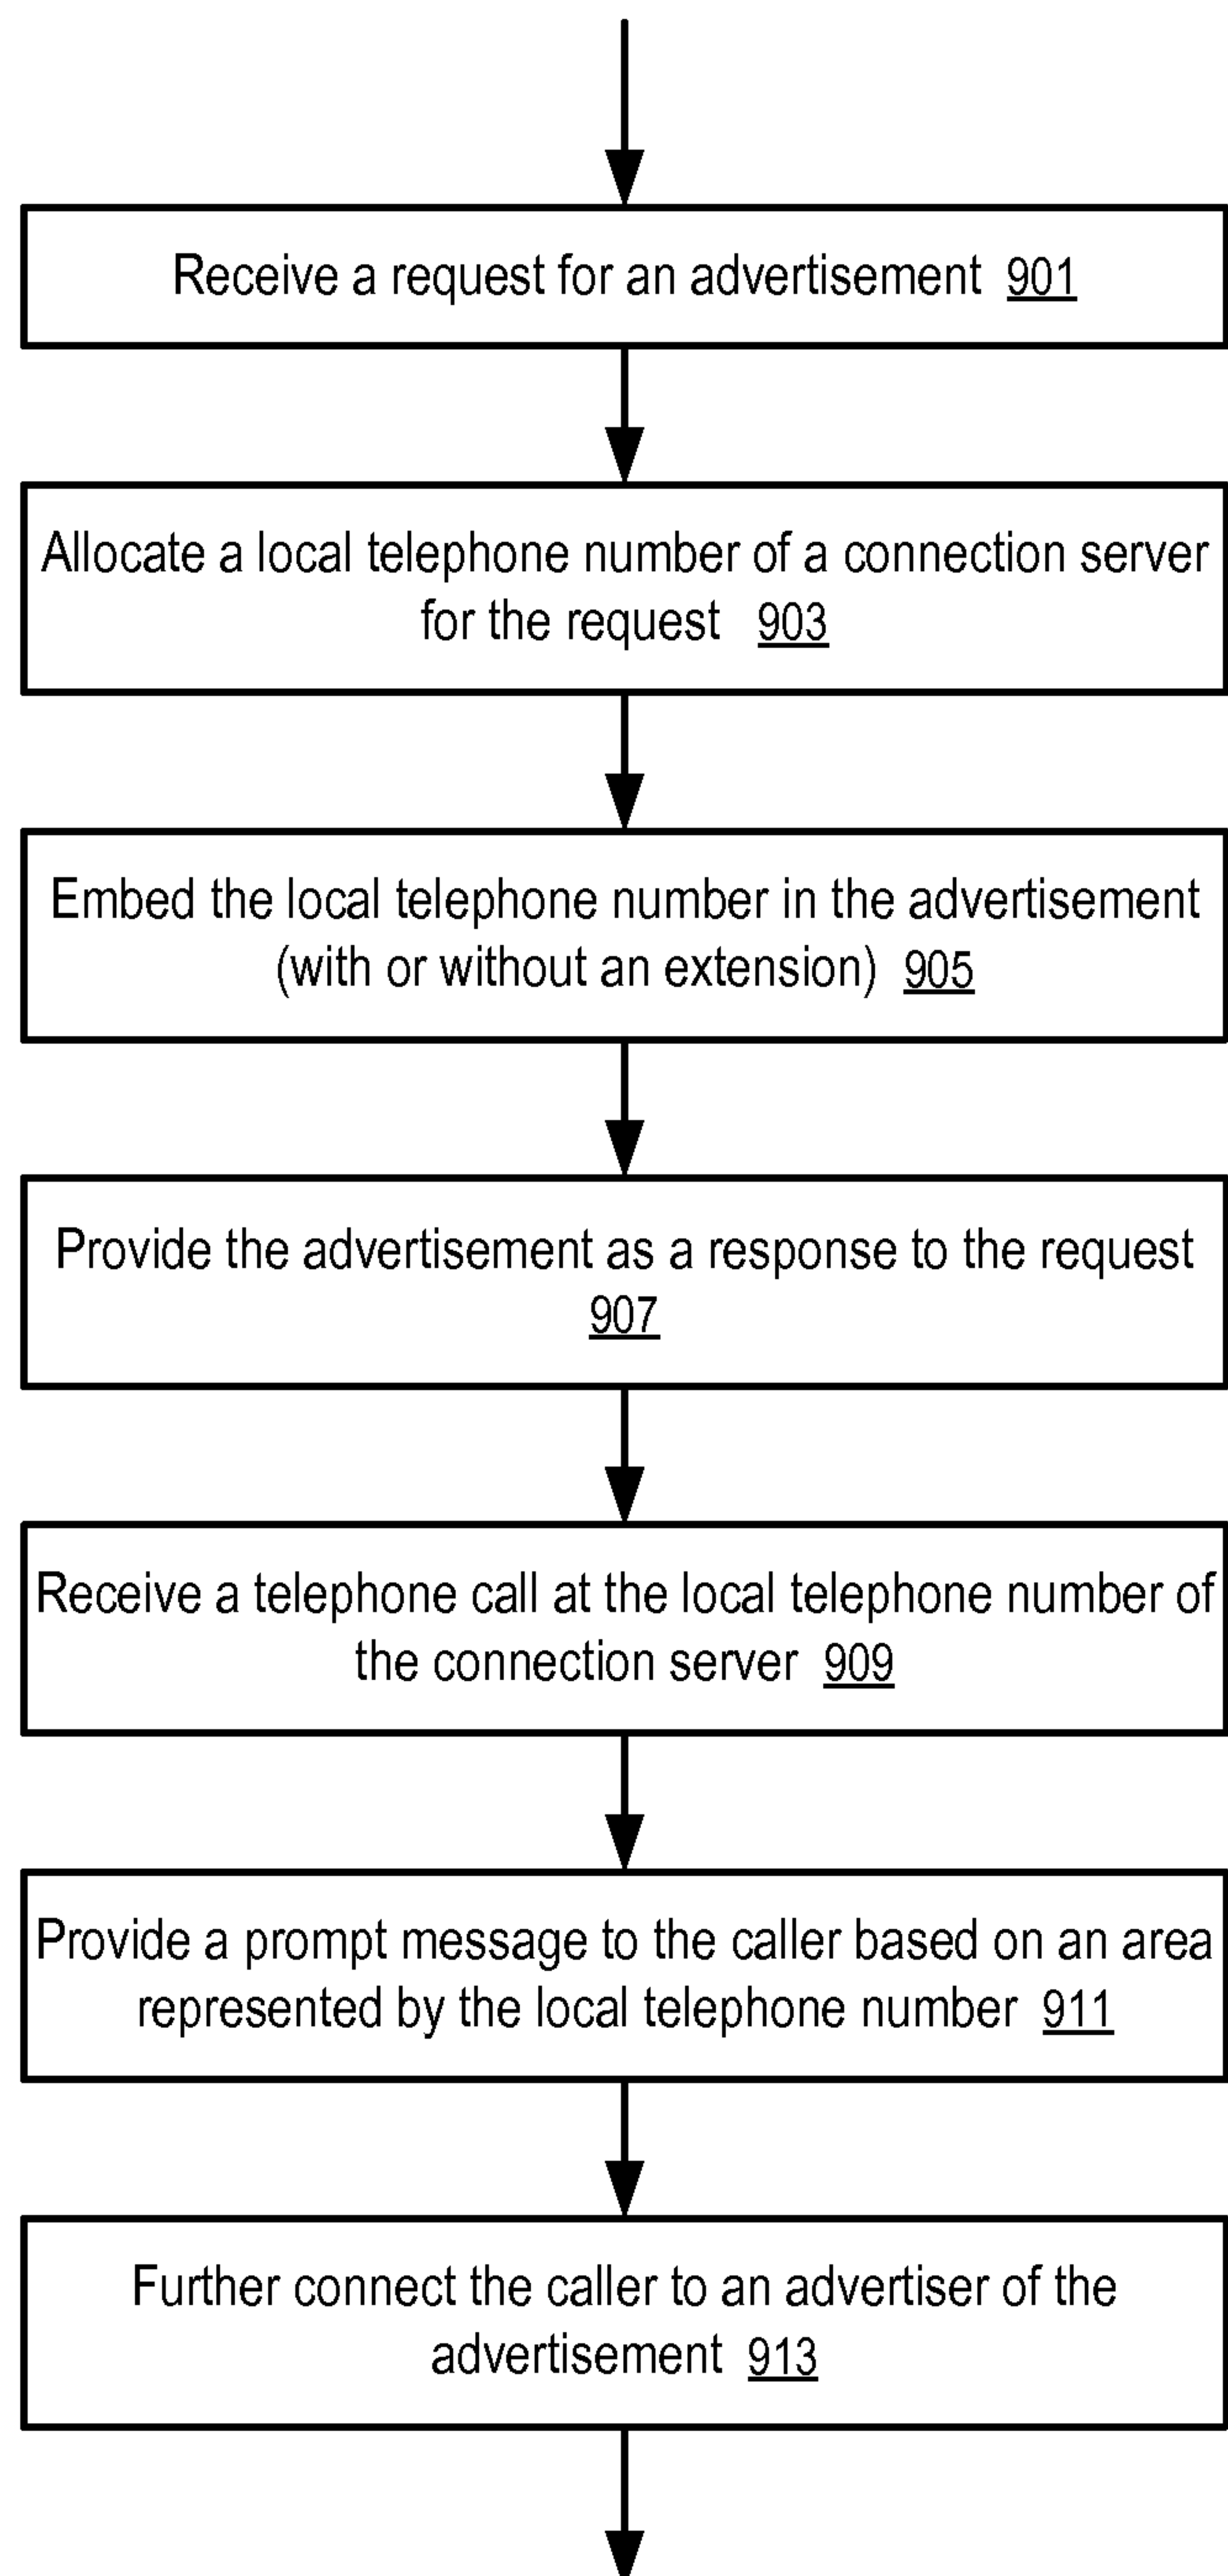 Receive a request for an advertisement 901
Allocate a local telephone number of a connection server
for the request 903
Embed the local telephone number in the advertisement
(with or without an extension) 905
Provide the advertisement as a response to the request
907
Receive a telephone call at the local telephone number of
the connection server 909
Provide a prompt message to the caller based on an area
represented by the local telephone number 911
Further connect the caller to an advertiser of the
advertisement 913